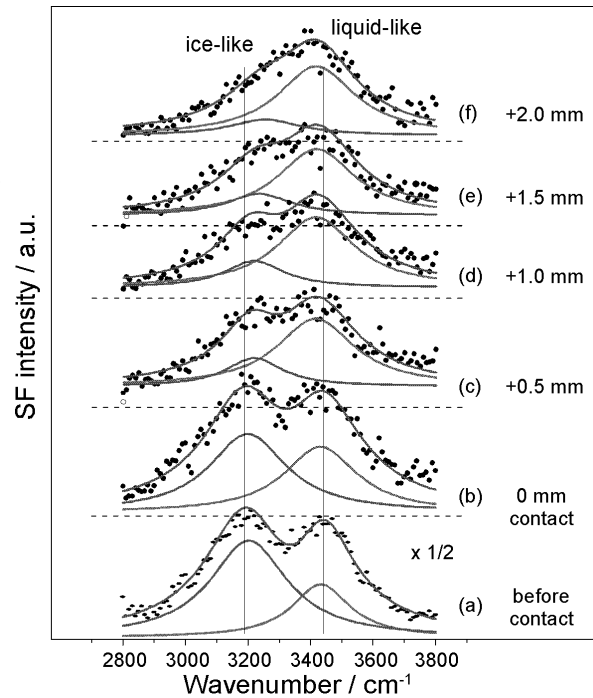 liquid-like
ice-like
(f) +2.0 mm
(e) +1.5 mm
(d) +1.0 mm
(c) +0.5 mm
(b) 0 mm
contact
x 1/2
(a) before
contact
SF intensity / a.u.
2800 3000 3200 3400 3600 3800
Wavenumber / cm-1